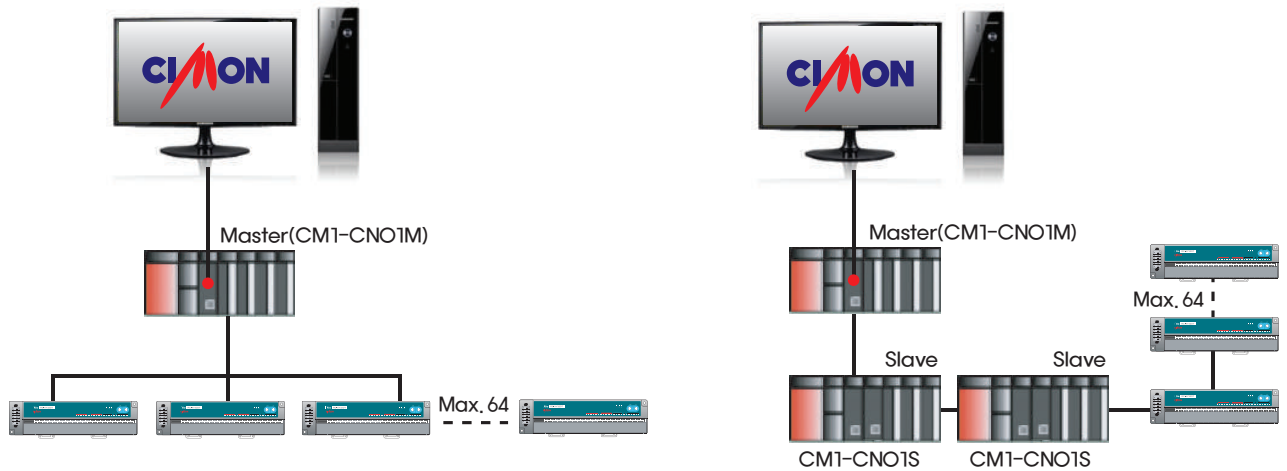 CIMON
Master(CM1-CN01M)
Max. 64
CIMON
Master(CM1-CN01M)
Max. 64
Slave
Slave
CM1-CN01S
CM1-CN01S